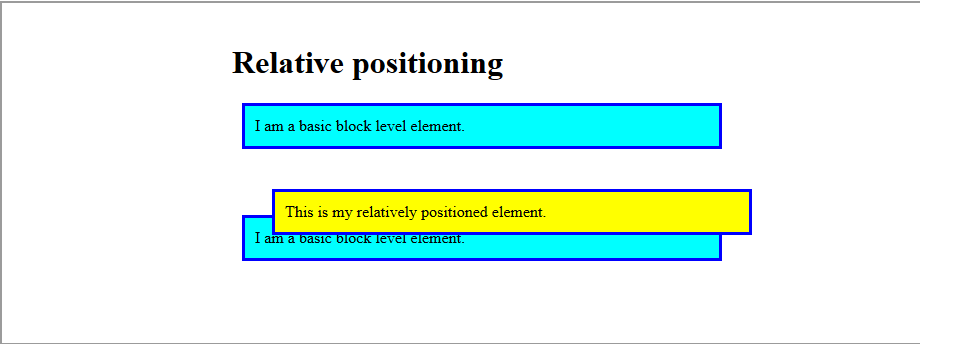 Relative positioning
I am a basic block level element.
This is my relatively positioned element.
I am a basic block level element.